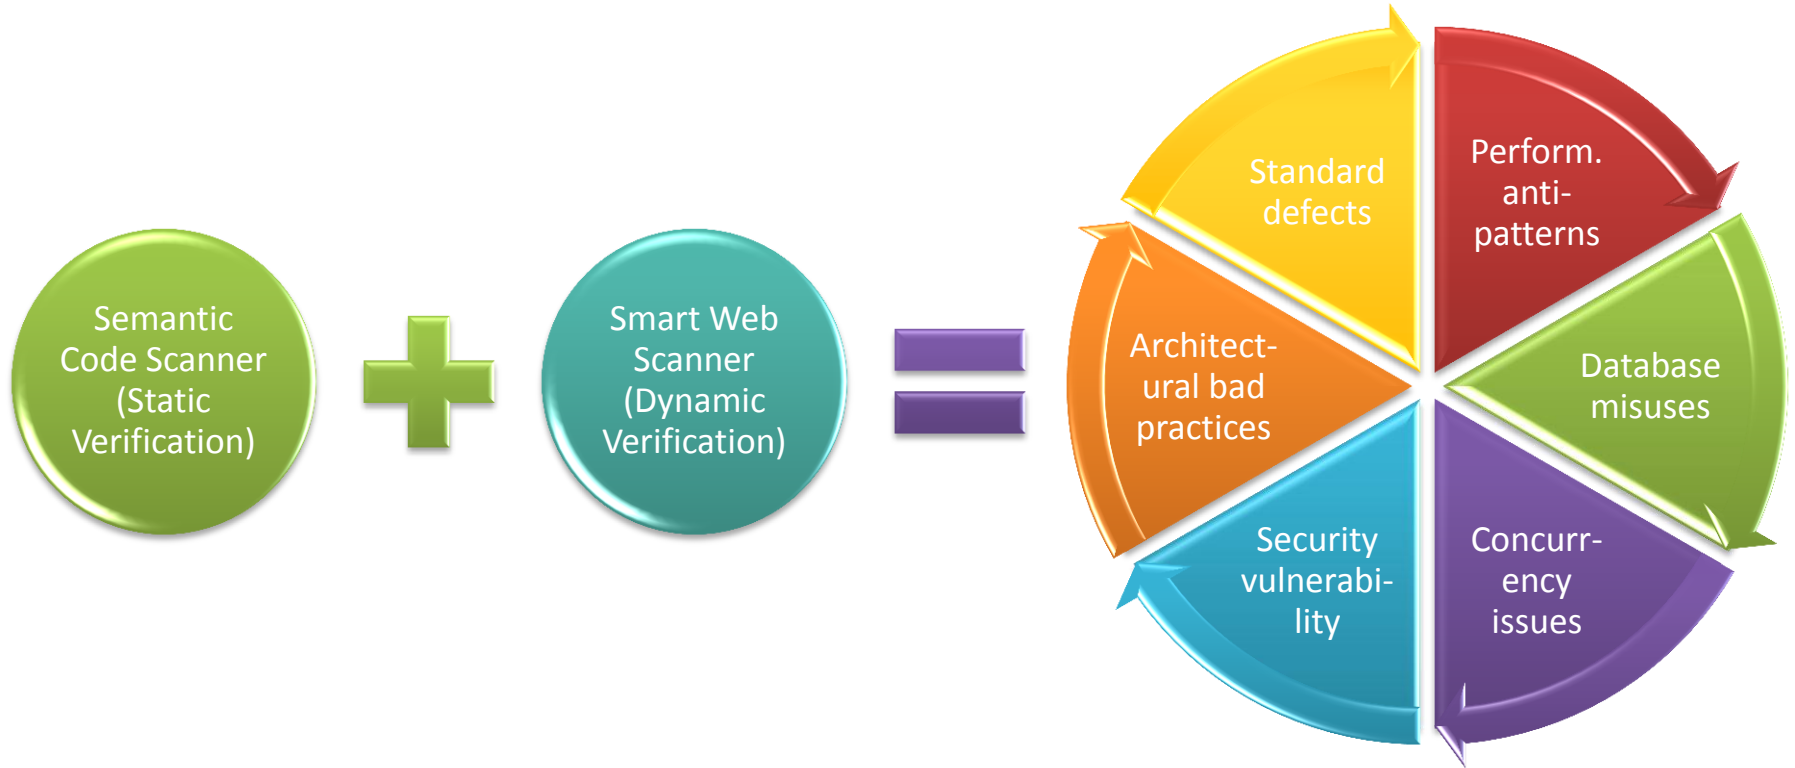 Semantic
Code Scanner
(Static
Verification)
Smart Web
Scanner
(Dynamic
Verification)
Standard
defects
Perform.
anti-
patterns
Architect-
ural bad
practices
Database
misuses
Security
vulnerabi-
lity
Concurr-
ency
issues